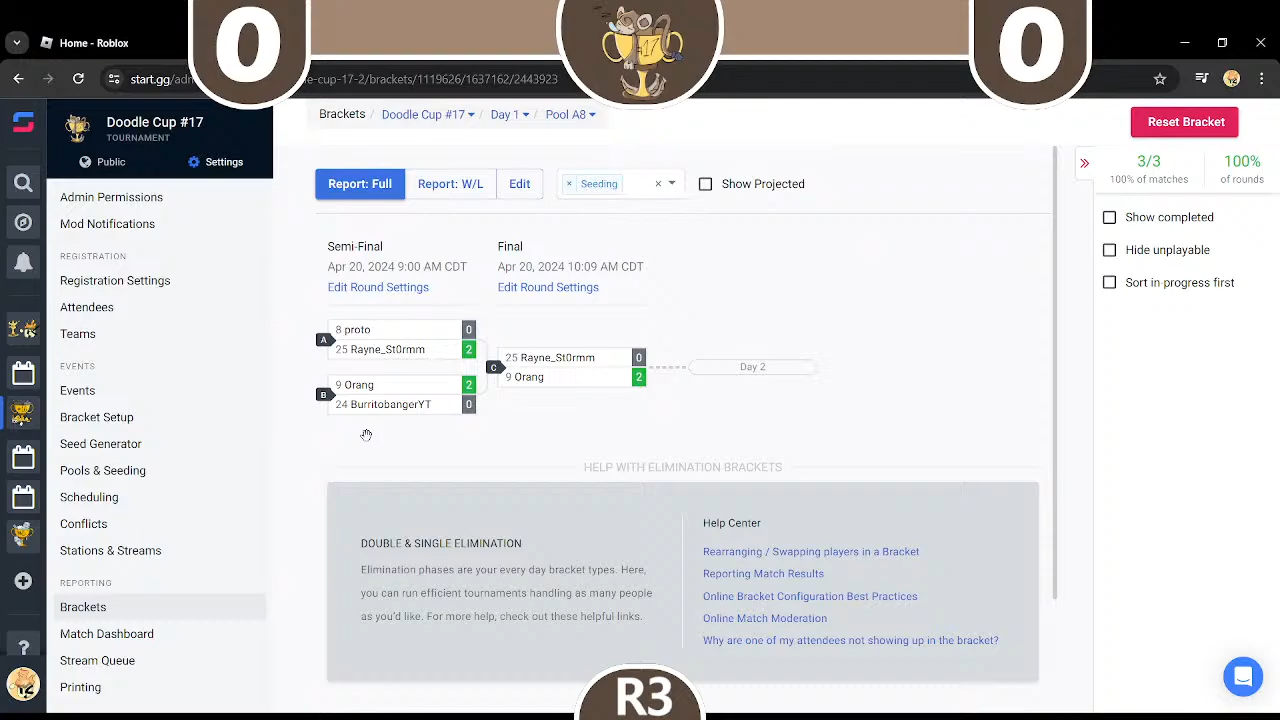 0
17
0
Home - Roblox
start.gg/adm
e-cup-17-2/brackets/1119626/1637162/2443923
Doodle Cup #17
TOURNAMENT
Public
Settings
Admin Permissions
Mod Notifications
REGISTRATION
Registration Settings
Attendees
Teams
EVENTS
Events
Bracket Setup
Seed Generator
Pools & Seeding
Scheduling
Conflicts
Stations & Streams
REPORTING
Brackets
Match Dashboard
Stream Queue
Printing
Brackets / Doodle Cup #17 / Day 1 / Pool A8
Reset Bracket
Report: Full
Report: W/L
Edit
× Seeding ×
Show Projected
3/3
100% of matches
100%
of rounds
Show completed
Hide unplayable
Sort in progress first
Semi-Final
Apr 20, 2024 9:00 AM CDT
Edit Round Settings
Final
Apr 20, 2024 10:09 AM CDT
Edit Round Settings
A
8 proto 0
25 Rayne_St0rmm 2
B
9 Orang 2
24 BurritobangerYT 0
C
25 Rayne_St0rmm 0
9 Orang 2
Day 2
HELP WITH ELIMINATION BRACKETS
DOUBLE & SINGLE ELIMINATION
Elimination phases are your every day bracket types. Here,
you can run efficient tournaments handling as many people
as you'd like. For more help, check out these helpful links.
Help Center
Rearranging / Swapping players in a Bracket
Reporting Match Results
Online Bracket Configuration Best Practices
Online Match Moderation
Why are one of my attendees not showing up in the bracket?
R3